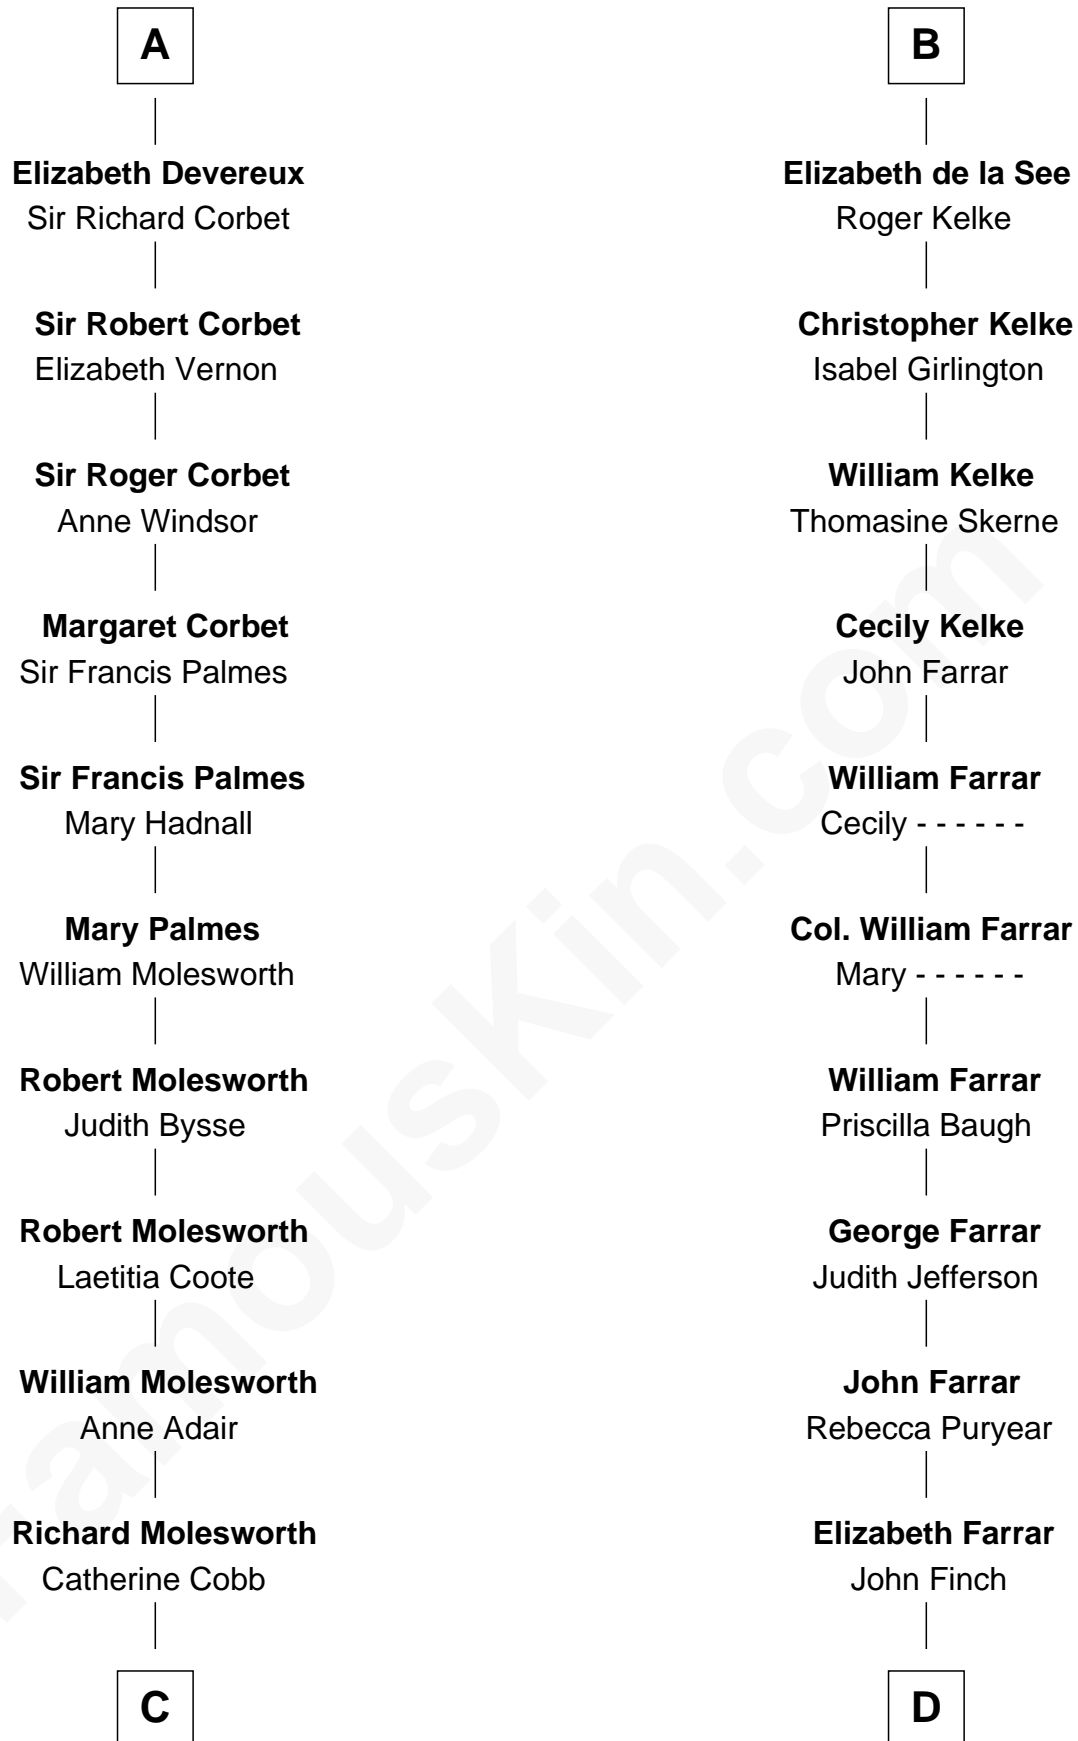 A
Elizabeth Devereux
Sir Richard Corbet
Sir Robert Corbet
Elizabeth Vernon
Sir Roger Corbet
Anne Windsor
Margaret Corbet
Sir Francis Palmes
Sir Francis Palmes
Mary Hadnall
Mary Palmes
William Molesworth
Robert Molesworth
Judith Bysse
Robert Molesworth
Laetitia Coote
William Molesworth
Anne Adair
Richard Molesworth
Catherine Cobb
C
B
Elizabeth de la See
Roger Kelke
Christopher Kelke
Isabel Girlington
William Kelke
Thomasine Skerne
Cecily Kelke
John Farrar
William Farrar
Cecily - - - - - -
Col. William Farrar
Mary - - - - - -
William Farrar
Priscilla Baugh
George Farrar
Judith Jefferson
John Farrar
Rebecca Puryear
Elizabeth Farrar
John Finch
D
FamousKin.com